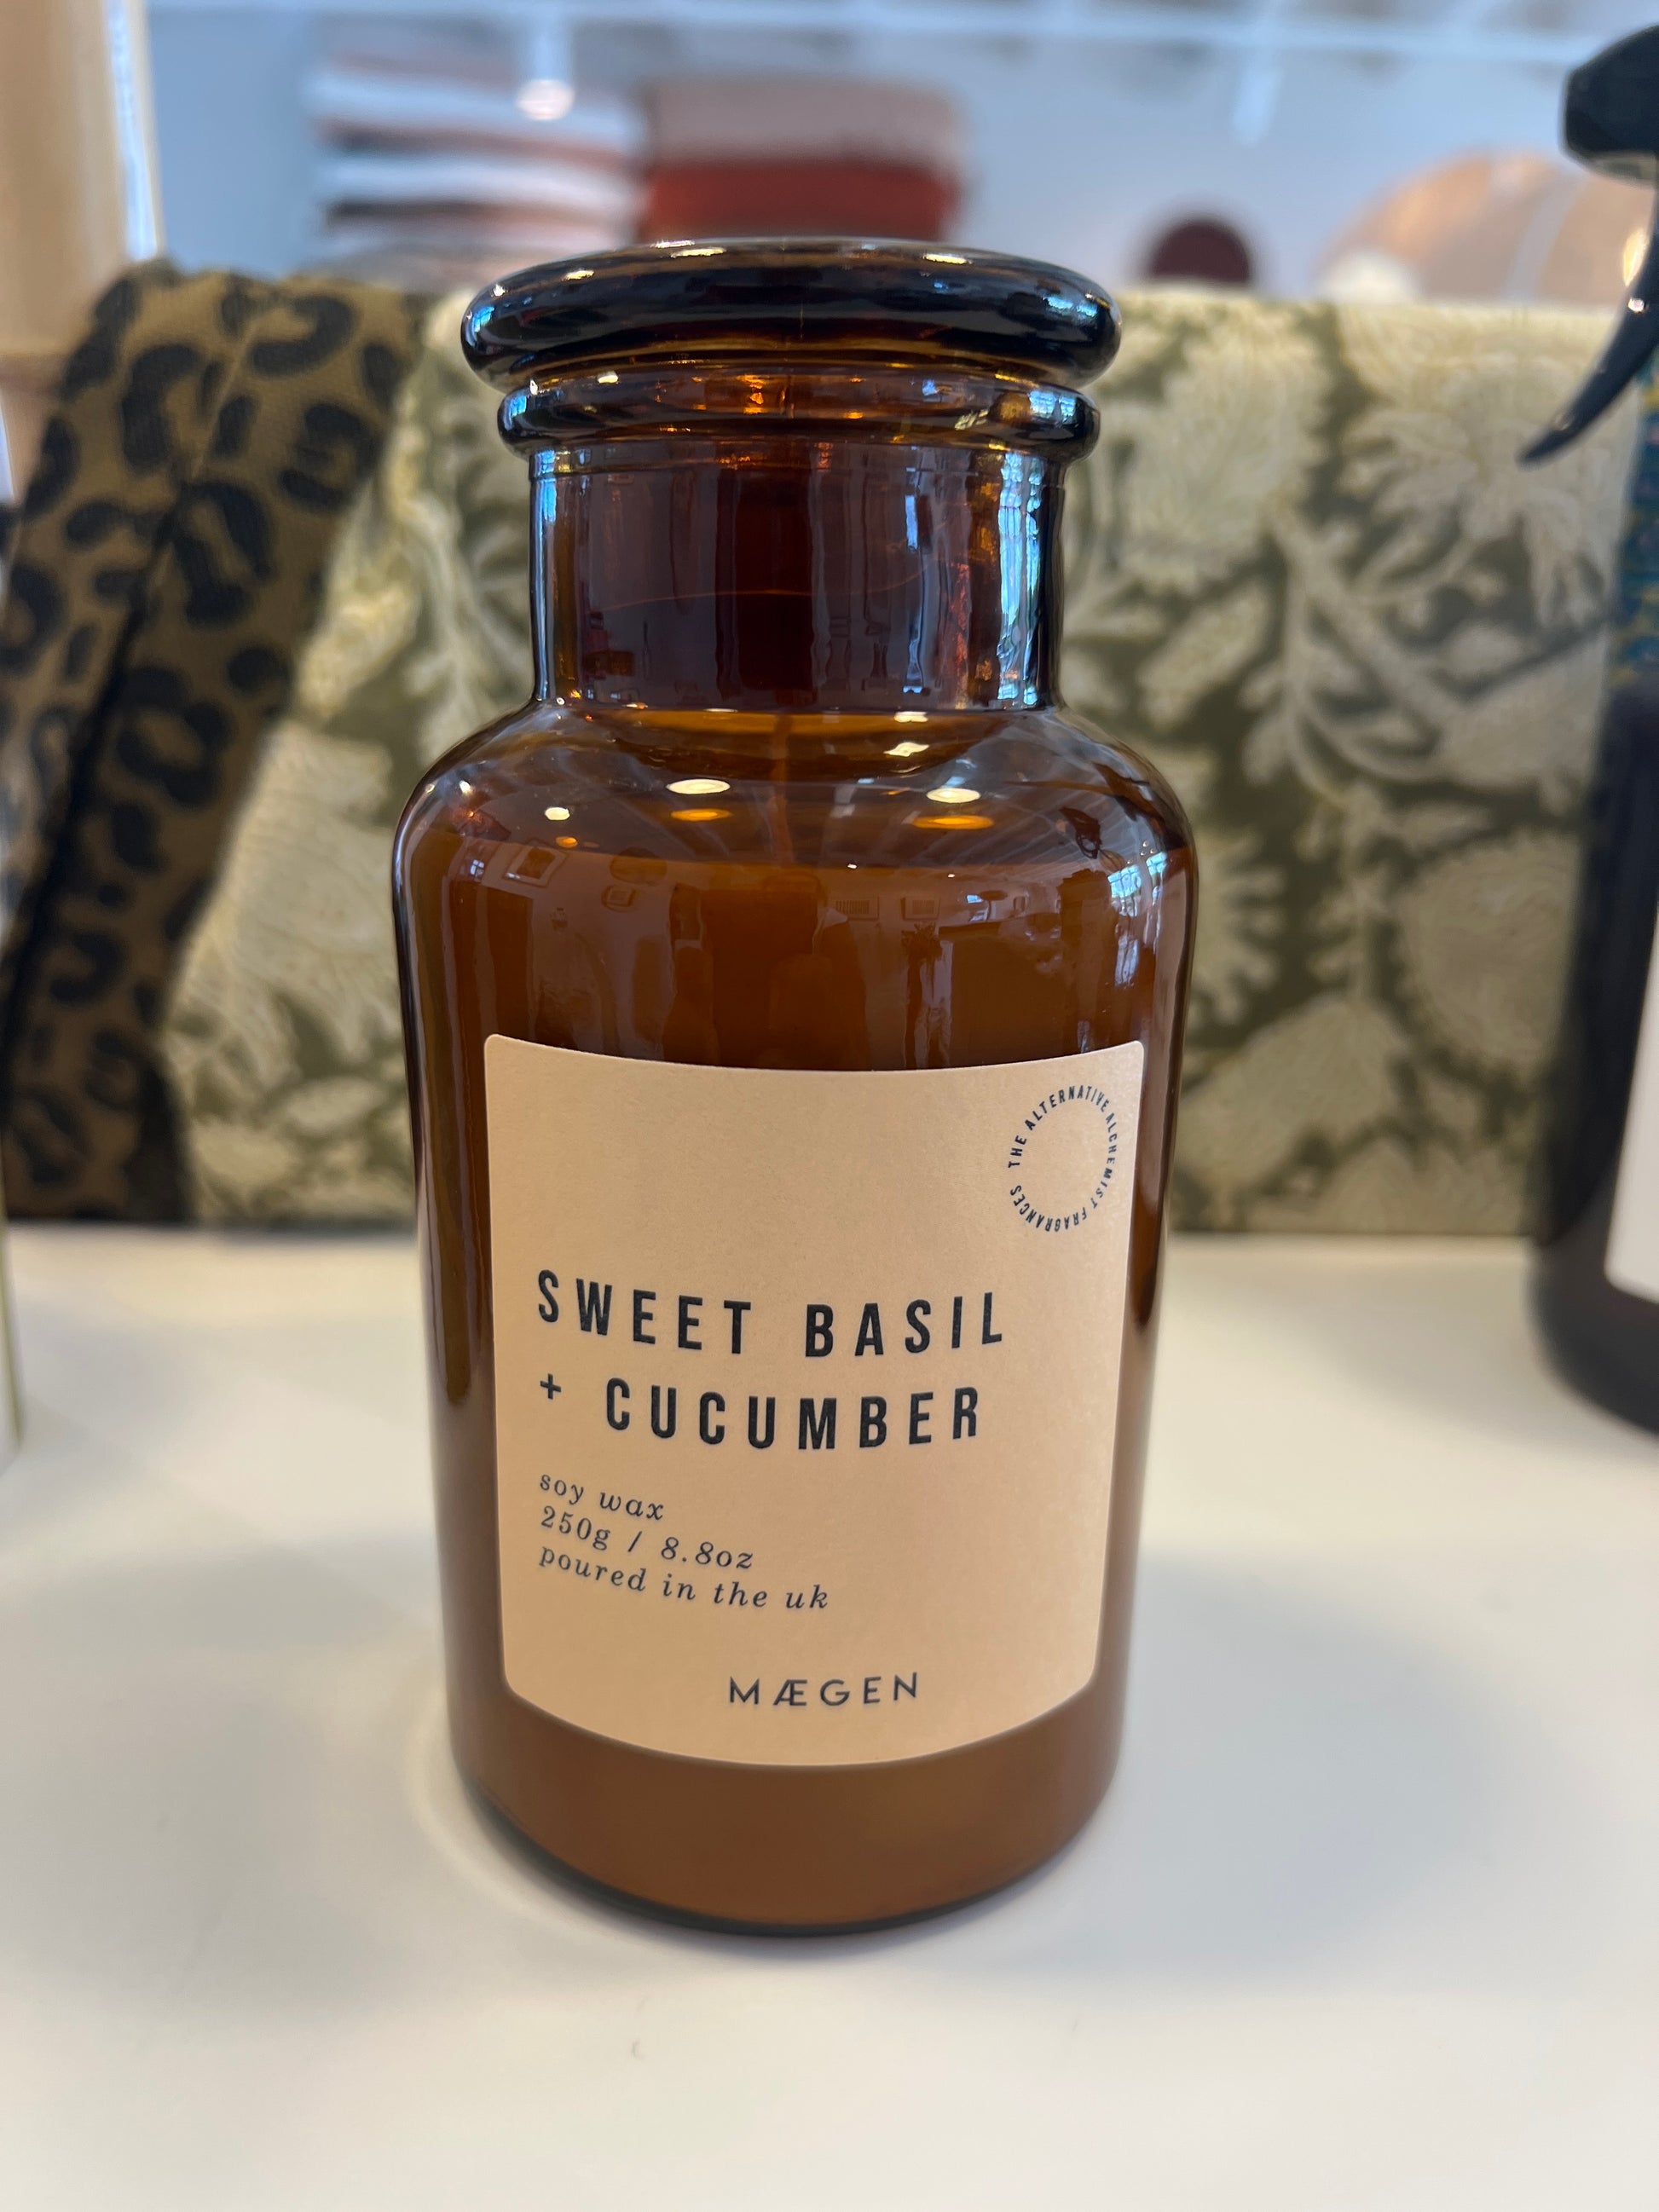 THE ALTERNATIVE ALCHEMIST FRAGRANCES
SWEET BASIL
+ CUCUMBER
soy wax
250g / 8.8oz
poured in the uk
MÆGEN